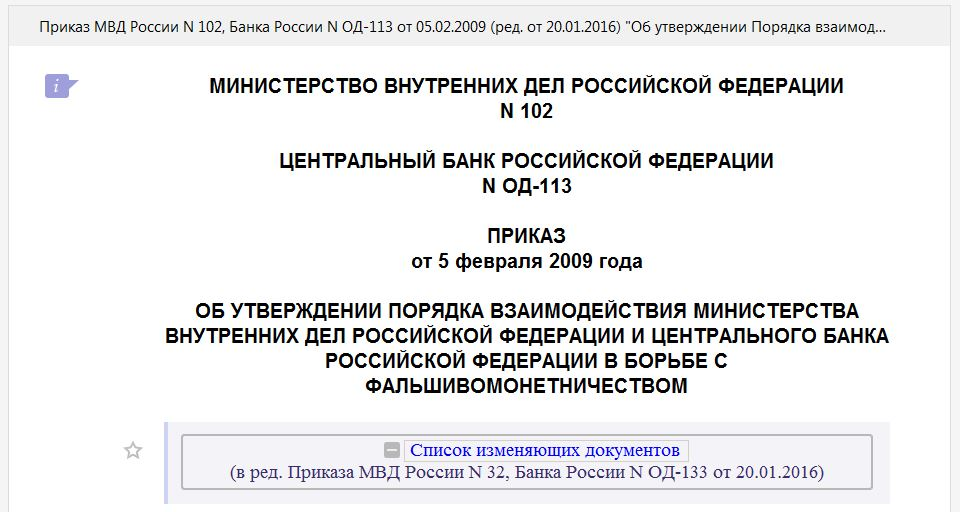 Приказ МВД России N 102, Банка России N ОД-113 от 05.02.2009 (ред. от 20.01.2016) "Об утверждении Порядка взаимод...
i
МИНИСТЕРСТВО ВНУТРЕННИХ ДЕЛ РОССИЙСКОЙ ФЕДЕРАЦИИ
N 102
ЦЕНТРАЛЬНЫЙ БАНК РОССИЙСКОЙ ФЕДЕРАЦИИ
N ОД-113
ПРИКАЗ
от 5 февраля 2009 года
ОБ УТВЕРЖДЕНИИ ПОРЯДКА ВЗАИМОДЕЙСТВИЯ МИНИСТЕРСТВА
ВНУТРЕННИХ ДЕЛ РОССИЙСКОЙ ФЕДЕРАЦИИ И ЦЕНТРАЛЬНОГО БАНКА
РОССИЙСКОЙ ФЕДЕРАЦИИ В БОРЬБЕ С
ФАЛЬШИВОМОНЕТНИЧЕСТВОМ
Список изменяющих документов
(в ред. Приказа МВД России N 32, Банка России N ОД-133 от 20.01.2016)